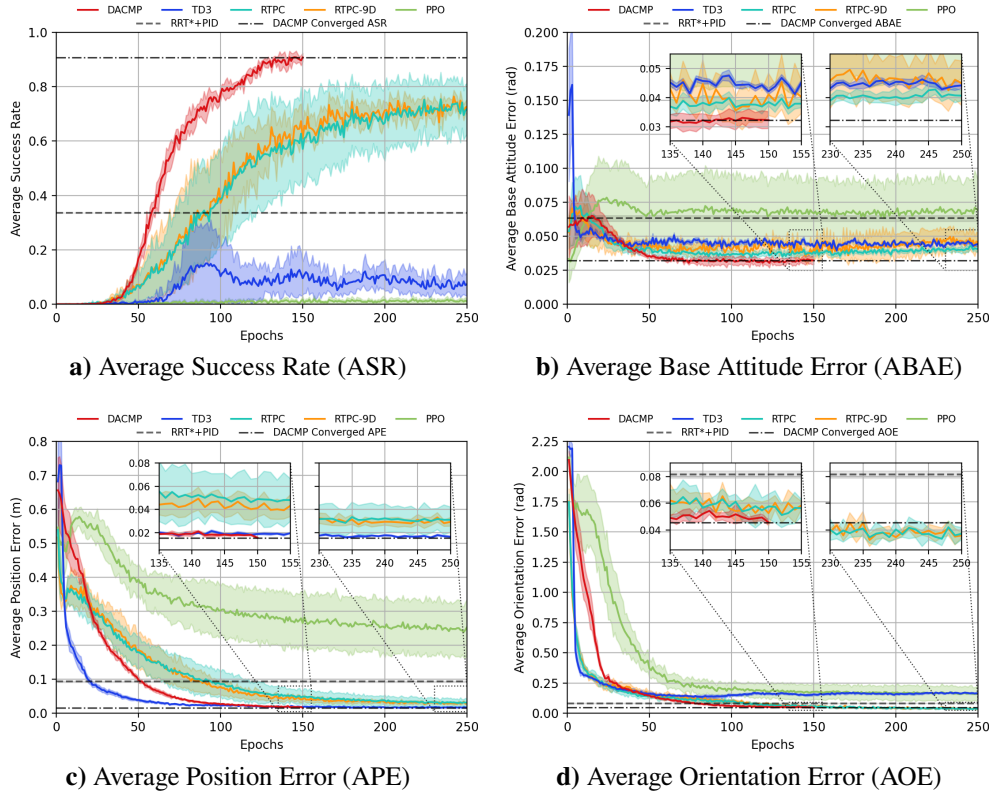 DACMP TD3 RTPC RTPC-9D PPO
RRT*+PID DACMP Converged ASR
Average Success Rate
1.0
0.8
0.6
0.4
0.2
0.0
0 50 100 150 200 250
Epochs
a) Average Success Rate (ASR)
DACMP TD3 RTPC RTPC-9D PPO
RRT*+PID DACMP Converged ABAE
Average Base Attitude Error (rad)
0.200
0.175
0.150
0.125
0.100
0.075
0.050
0.025
0.000
0.05
0.04
0.03
135 140 145 150 155
230 235 240 245 250
0 50 100 150 200 250
Epochs
b) Average Base Attitude Error (ABAE)
DACMP TD3 RTPC RTPC-9D PPO
RRT*+PID DACMP Converged APE
Average Position Error (m)
0.8
0.7
0.6
0.5
0.4
0.3
0.2
0.1
0.0
0.08
0.06
0.04
0.02
135 140 145 150 155
230 235 240 245 250
0 50 100 150 200 250
Epochs
c) Average Position Error (APE)
DACMP TD3 RTPC RTPC-9D PPO
RRT*+PID DACMP Converged AOE
Average Orientation Error (rad)
2.25
2.00
1.75
1.50
1.25
1.00
0.75
0.50
0.25
0.00
0.08
0.06
0.04
135 140 145 150 155
230 235 240 245 250
0 50 100 150 200 250
Epochs
d) Average Orientation Error (AOE)